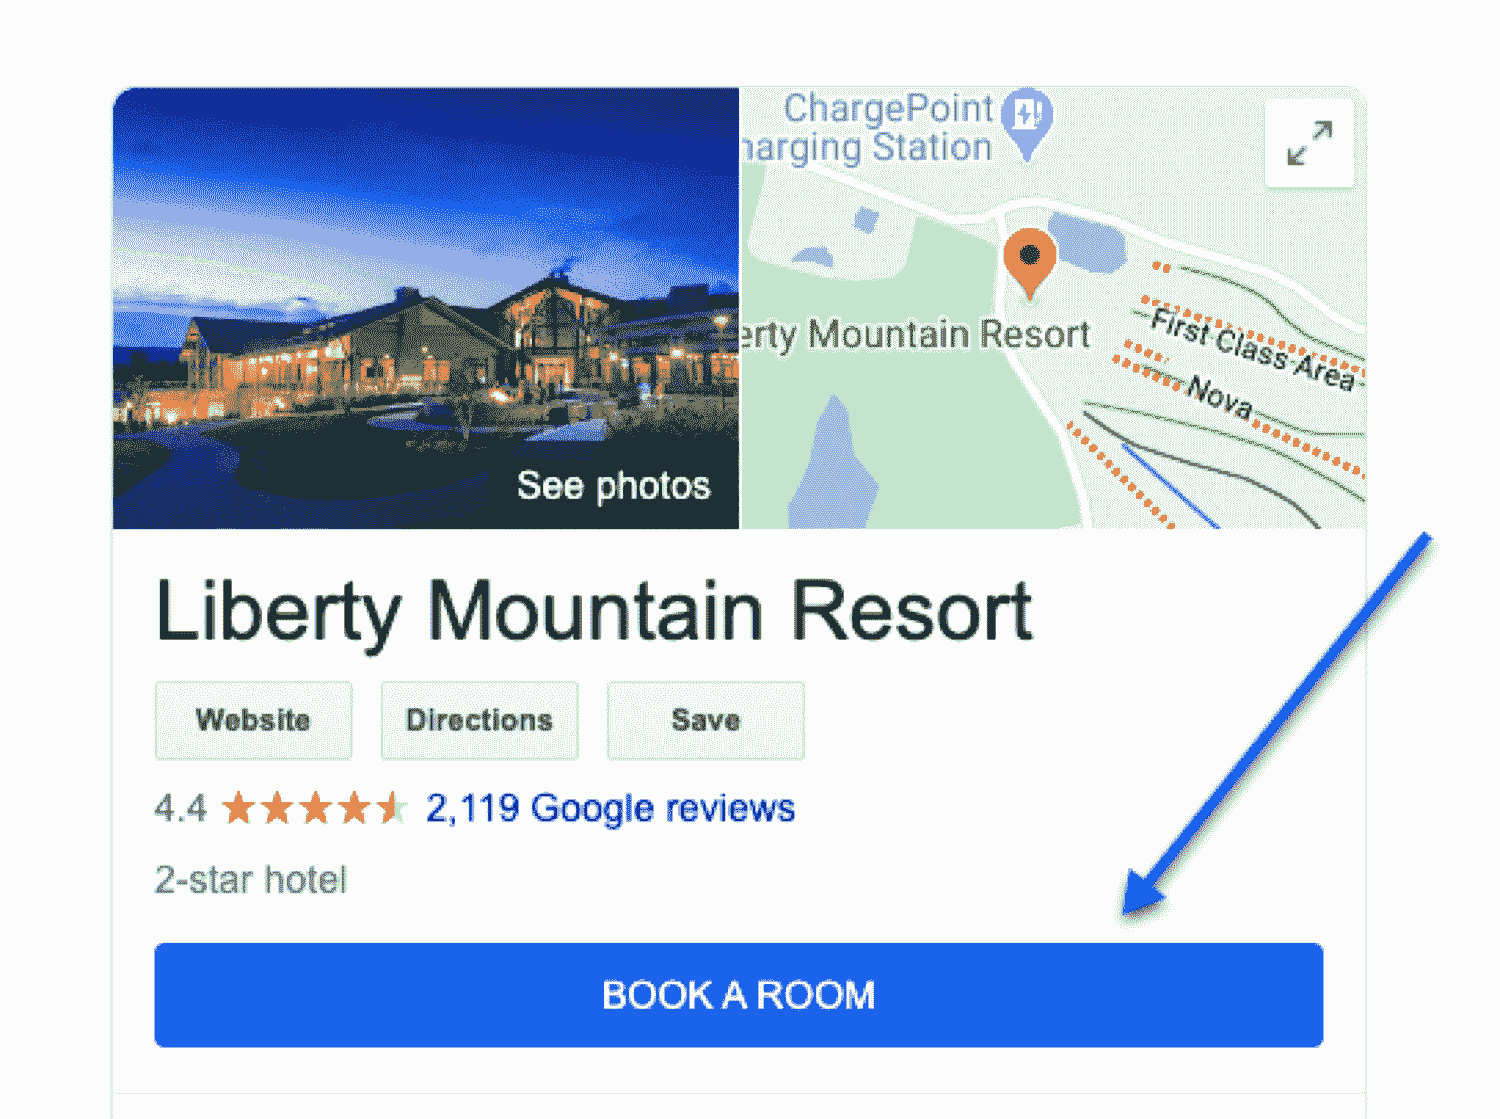 ChargePoint
harging Station
erty Mountain Resort
First Class Area
Nova
See photos
Liberty Mountain Resort
Website
Directions
Save
4.4
2,119 Google reviews
2-star hotel
BOOK A ROOM